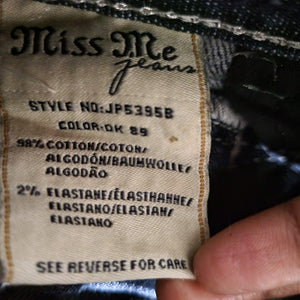 Miss Me
jeans
STYLE NO:JP5395B
COLOR:DK 89
98% COTTON/COTON/
ALGODÓN/BAUMWOLLE/
ALGODÃO
2% ELASTANE/ÉLASTHANNE/
ELASTANO/ELASTAN/
ELASTANO
SEE REVERSE FOR CARE